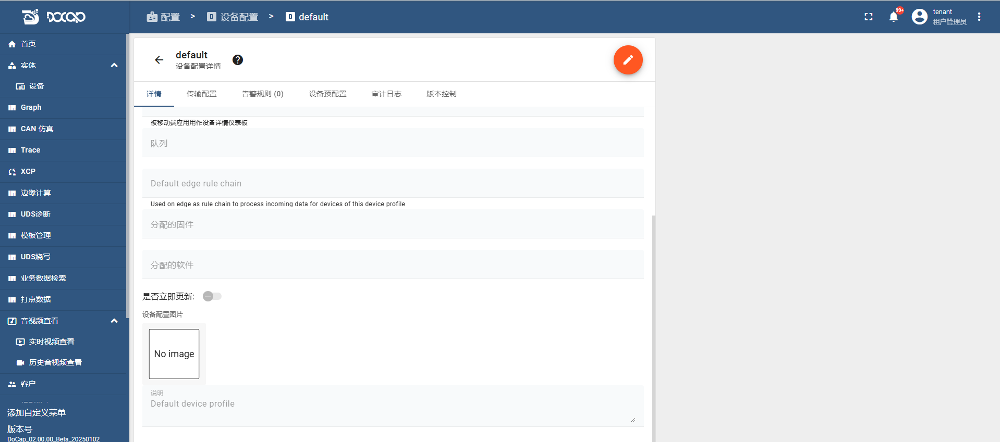 DOCAP
配置 > D 设备配置 > D default
99+
tenant
租户管理员
首页
实体
设备
Graph
CAN 仿真
Trace
XCP
边缘计算
UDS诊断
模板管理
UDS烧写
业务数据检索
打点数据
音视频查看
实时视频查看
历史音视频查看
客户
添加自定义菜单
版本号
DoCap_02.00.00_Beta_20250102
default
设备配置详情
详情 传输配置 告警规则 (0) 设备预配置 审计日志 版本控制
被移动端应用用作设备详情仪表板
队列
Default edge rule chain
Used on edge as rule chain to process incoming data for devices of this device profile
分配的固件
分配的软件
是否立即更新:
设备配置图片
No image
说明
Default device profile